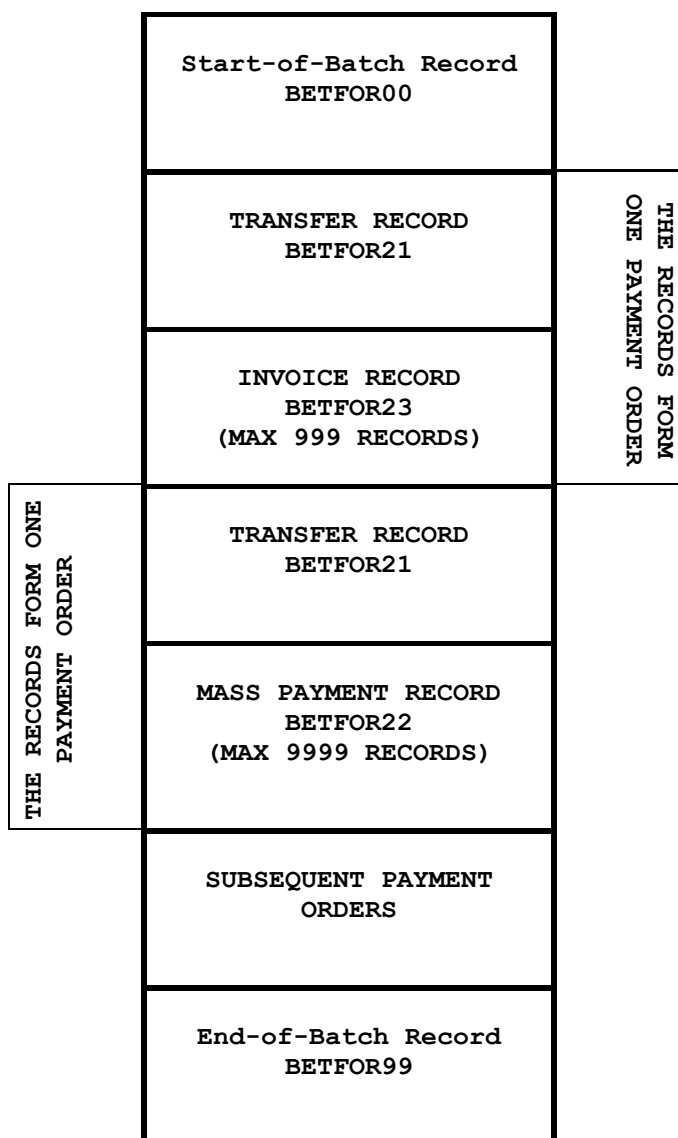 Start-of-Batch Record
BETFOR00
TRANSFER RECORD
BETFOR21
INVOICE RECORD
BETFOR23
(MAX 999 RECORDS)
THE RECORDS FORM
ONE PAYMENT ORDER
TRANSFER RECORD
BETFOR21
MASS PAYMENT RECORD
BETFOR22
(MAX 9999 RECORDS)
THE RECORDS FORM ONE
PAYMENT ORDER
SUBSEQUENT PAYMENT
ORDERS
End-of-Batch Record
BETFOR99